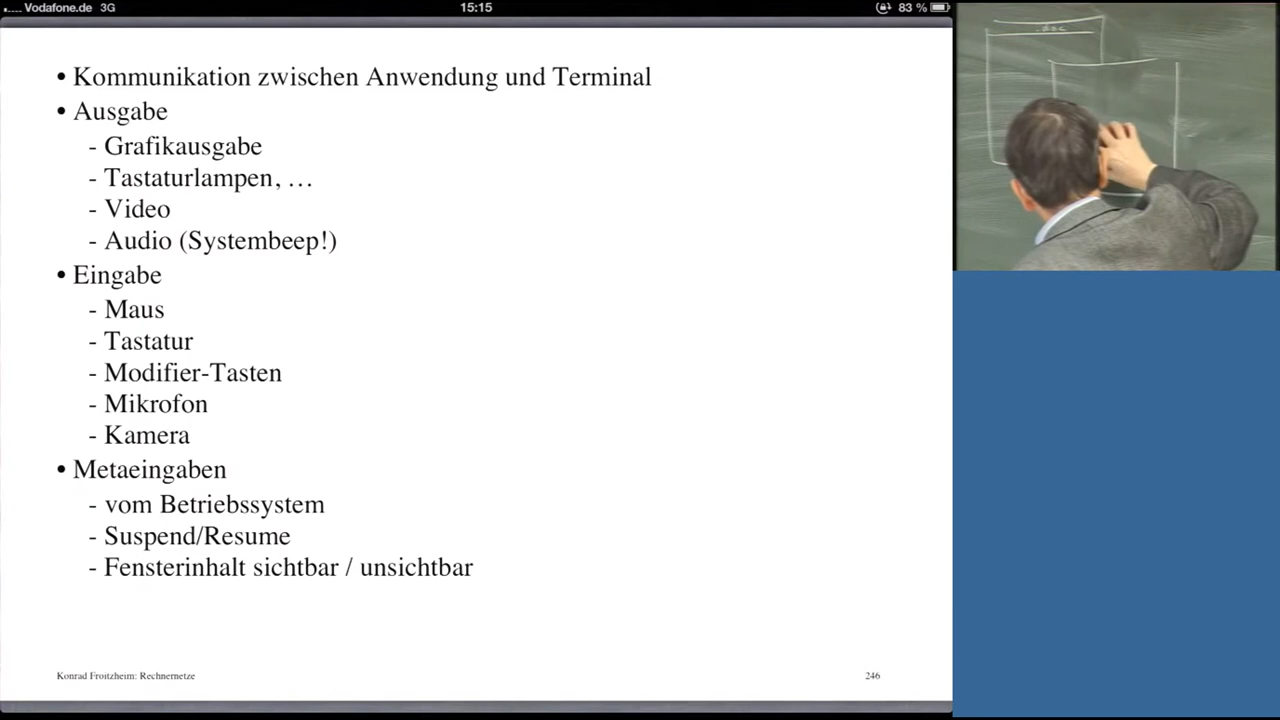 Vodafone.de 3G 15:15 83 %
• Kommunikation zwischen Anwendung und Terminal
• Ausgabe
- Grafikausgabe
- Tastaturlampen, …
- Video
- Audio (Systembeep!)
• Eingabe
- Maus
- Tastatur
- Modifier-Tasten
- Mikrofon
- Kamera
• Metaeingaben
- vom Betriebssystem
- Suspend/Resume
- Fensterinhalt sichtbar / unsichtbar
Konrad Froitzheim: Rechnernetze 246
.doc